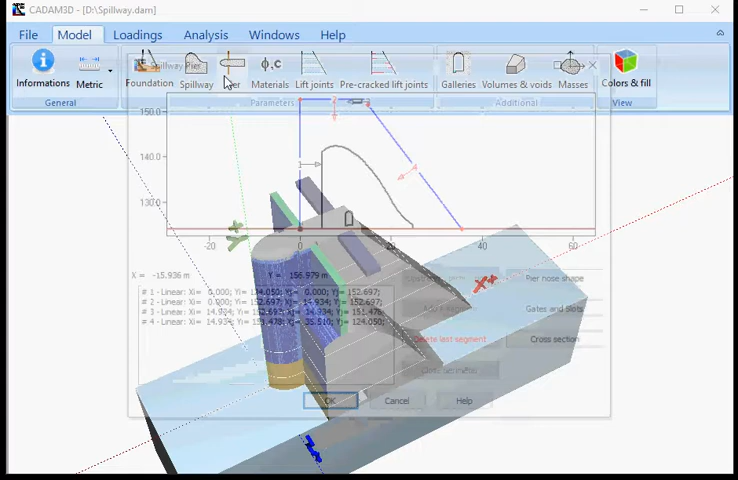 CADAM3D - [D:\Spillway.dam]
File Model Loadings Analysis Windows Help
Spillway Pier
Informations Metric Foundation Spillway Materials Lift joints Pre-cracked lift joints Galleries Volumes & voids Masses Colors & fill
General Parameters Additional View
150.0
140.0
130.0
-20 0 20 40 60
X = -15.936 m Y = 156.979 m
# 1 - Linear: Xi= 0.000; Yi= 124.050; Xj= 0.000; Yj= 152.697;
# 2 - Linear: Xi= 0.000; Yi= 152.697; Xj= 14.934; Yj= 152.697;
# 3 - Linear: Xi= 14.934; Yi= 152.697; Xj= 14.934; Yj= 151.478;
# 4 - Linear: Xi= 14.934; Yi= 151.478; Xj= 35.510; Yj= 124.050;
Pier nose shape
Gates and Slots
Delete last segment
Cross section
OK Cancel Help
X+
Y